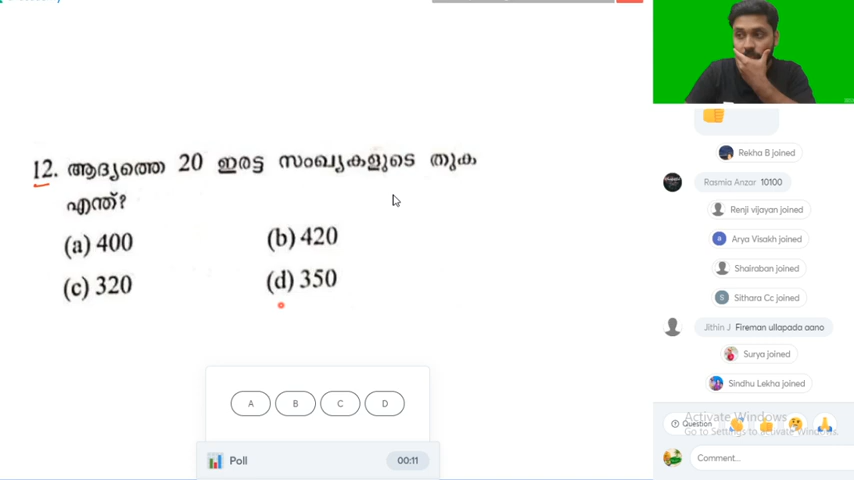 12. ആദ്യത്തെ 20 ഇരട്ട സംഖ്യകളുടെ തുക
എന്ത്?
(a) 400 (b) 420
(c) 320 (d) 350
A B C D
Poll 00:11
Rekha B joined
Rasmia Anzar 10100
Renji vijayan joined
a Arya Visakh joined
Shairaban joined
S Sithara Cc joined
Jithin J Fireman ullapada aano
Surya joined
Sindhu Lekha joined
Activate Windows
Question
Go to Settings to activate Windows.
Comment...